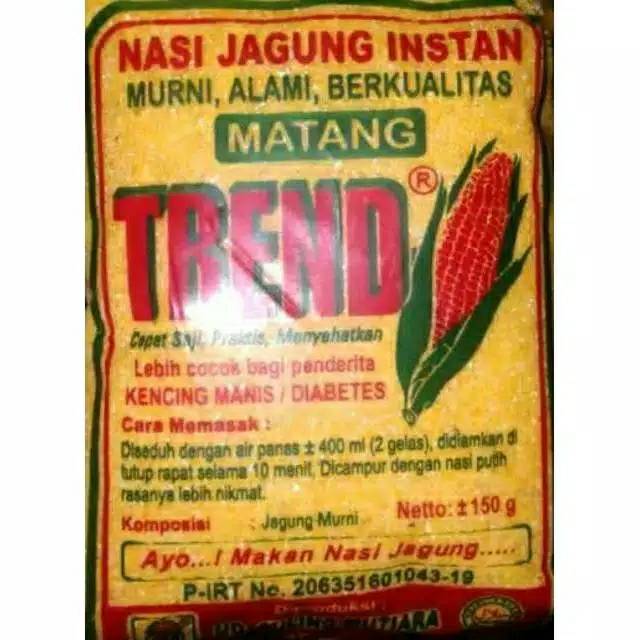 NASI JAGUNG INSTAN
MURNI, ALAMI, BERKUALITAS
MATANG
TREND ®
Cepat Saji, Praktis, Menyehatkan
Lebih cocok bagi penderita
KENCING MANIS / DIABETES
Cara Memasak :
Diseduh dengan air panas ± 400 ml (2 gelas), didiamkan di
tutup rapat selama 10 menit, Dicampur dengan nasi putih
rasanya lebih nikmat.
Komposisi : Jagung Murni
Netto: ± 150 g
Ayo...! Makan Nasi Jagung.....
P-IRT No. 206351601043-19
Diproduksi :
UD.